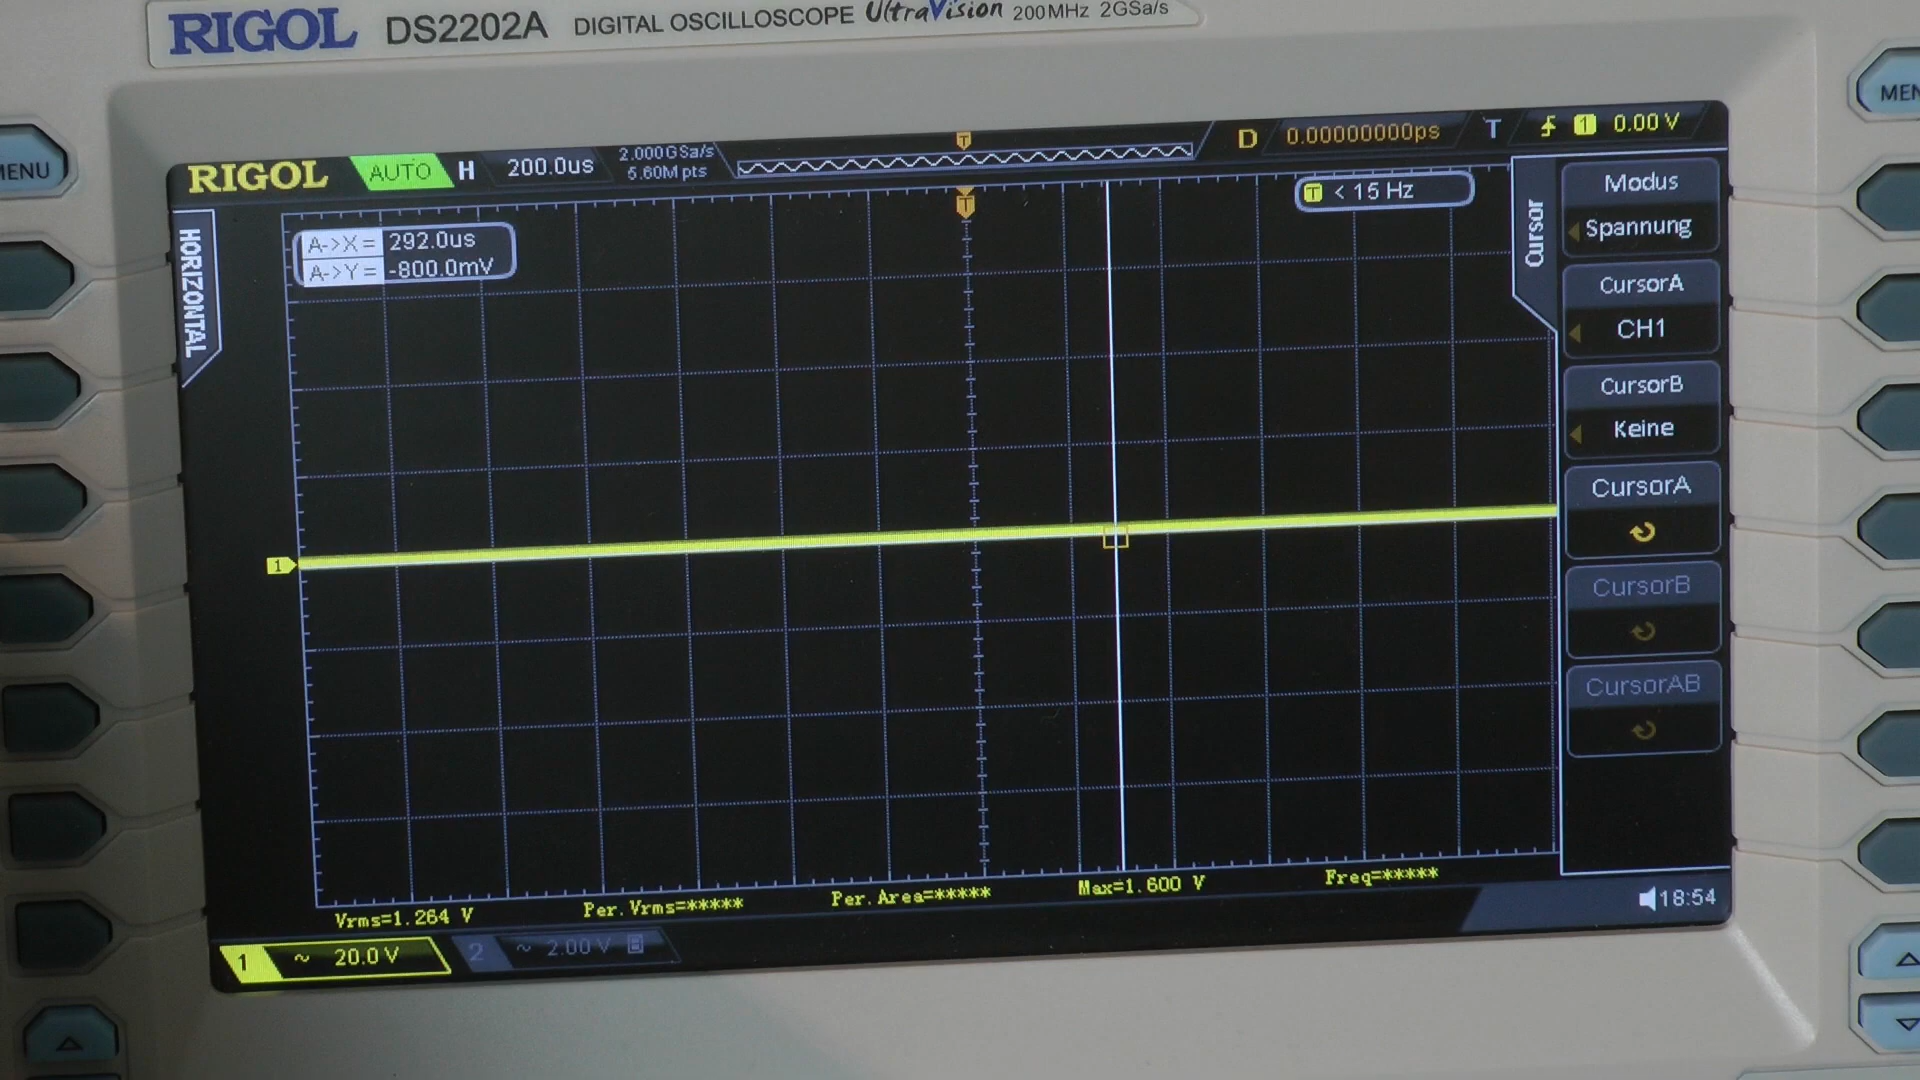 RIGOL DS2202A DIGITAL OSCILLOSCOPE UltraVision 200MHz 2GSa/s
MENU
RIGOL AUTO H 200.0us 2.000GSa/s D 0.00000000ps T 1 0.00 V
5.60M pts
T
T
T < 15 Hz
HORIZONTAL
A->X = 292.0us
A->Y = -800.0mV
Cursor
Modus
Spannung
CursorA
CH1
CursorB
Keine
CursorA
CursorB
CursorAB
1
Vrms=1.264 V Per.Vrms=***** Per.Area=***** Max=1.600 V Freq=*****
1 ~ 20.0 V 2 ~ 2.00 V
18:54